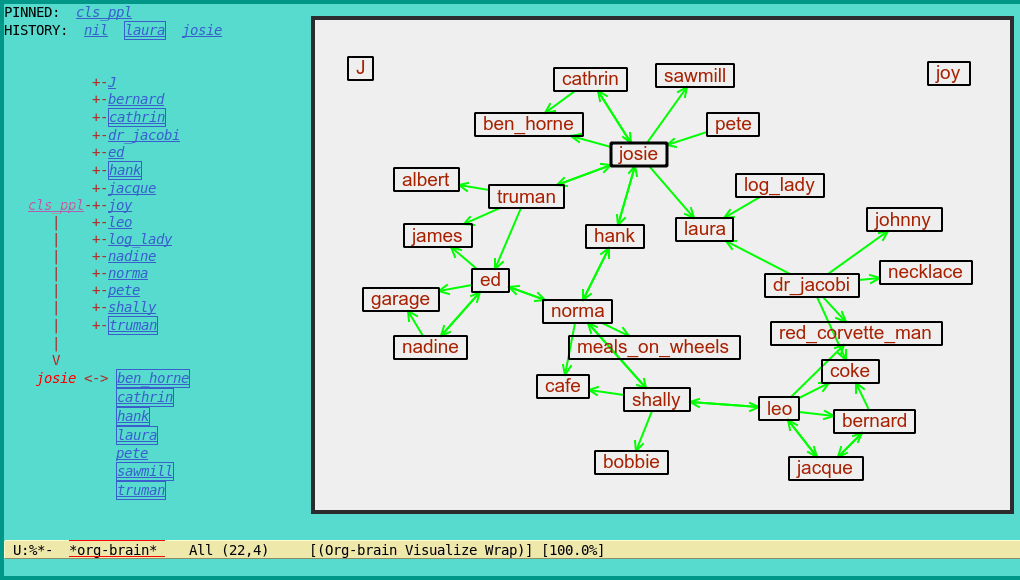 PINNED:  cls_ppl
HISTORY:  nil  laura  josie
+-J
+-bernard
+-cathrin
+-dr_jacobi
+-ed
+-hank
+-jacque
cls_ppl-+-joy
|     +-leo
|     +-log_lady
|     +-nadine
|     +-norma
|     +-pete
|     +-shally
|     +-truman
|
V
josie <-> ben_horne
cathrin
hank
laura
pete
sawmill
truman
J
cathrin
sawmill
joy
ben_horne
pete
josie
albert
truman
log_lady
james
hank
laura
johnny
ed
dr_jacobi
necklace
garage
norma
nadine
meals_on_wheels
red_corvette_man
cafe
shally
coke
leo
bernard
bobbie
jacque
U:%*-  *org-brain*    All (22,4)     [(Org-brain Visualize Wrap)] [100.0%]